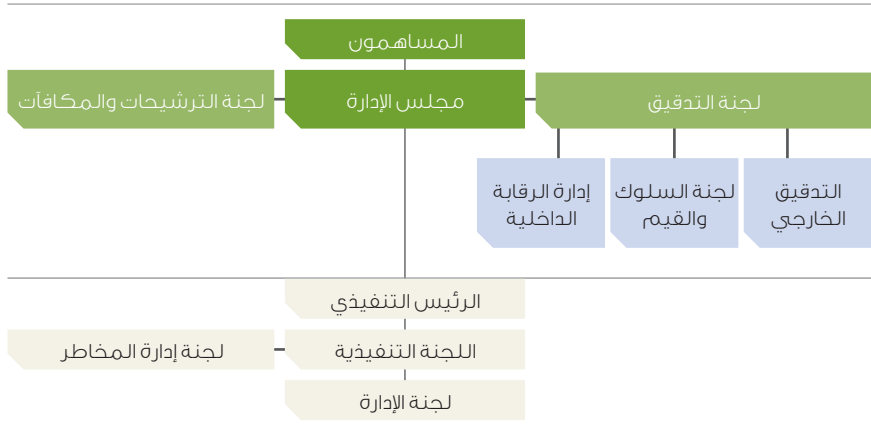 المساهمون
لجنة التدقيق
مجلس الإدارة
لجنة الترشيحات والمكافآت
التدقيق
الخارجي
لجنة السلوك
والقيم
إدارة الرقابة
الداخلية
الرئيس التنفيذي
اللجنة التنفيذية
لجنة إدارة المخاطر
لجنة الإدارة